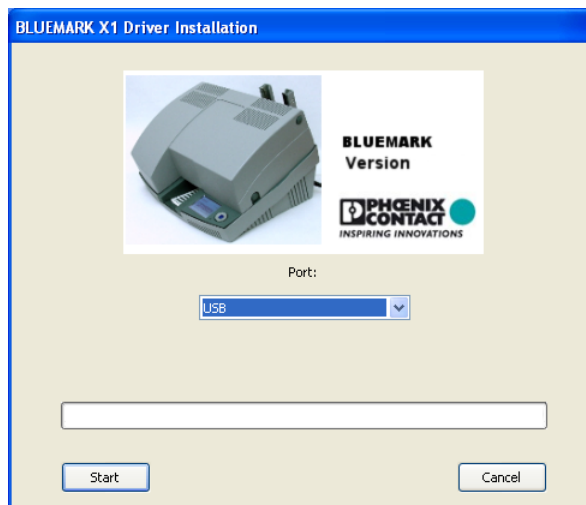 BLUEMARK X1 Driver Installation
BLUEMARK
Version
PHŒNIX
CONTACT
INSPIRING INNOVATIONS
Port:
USB
Start
Cancel